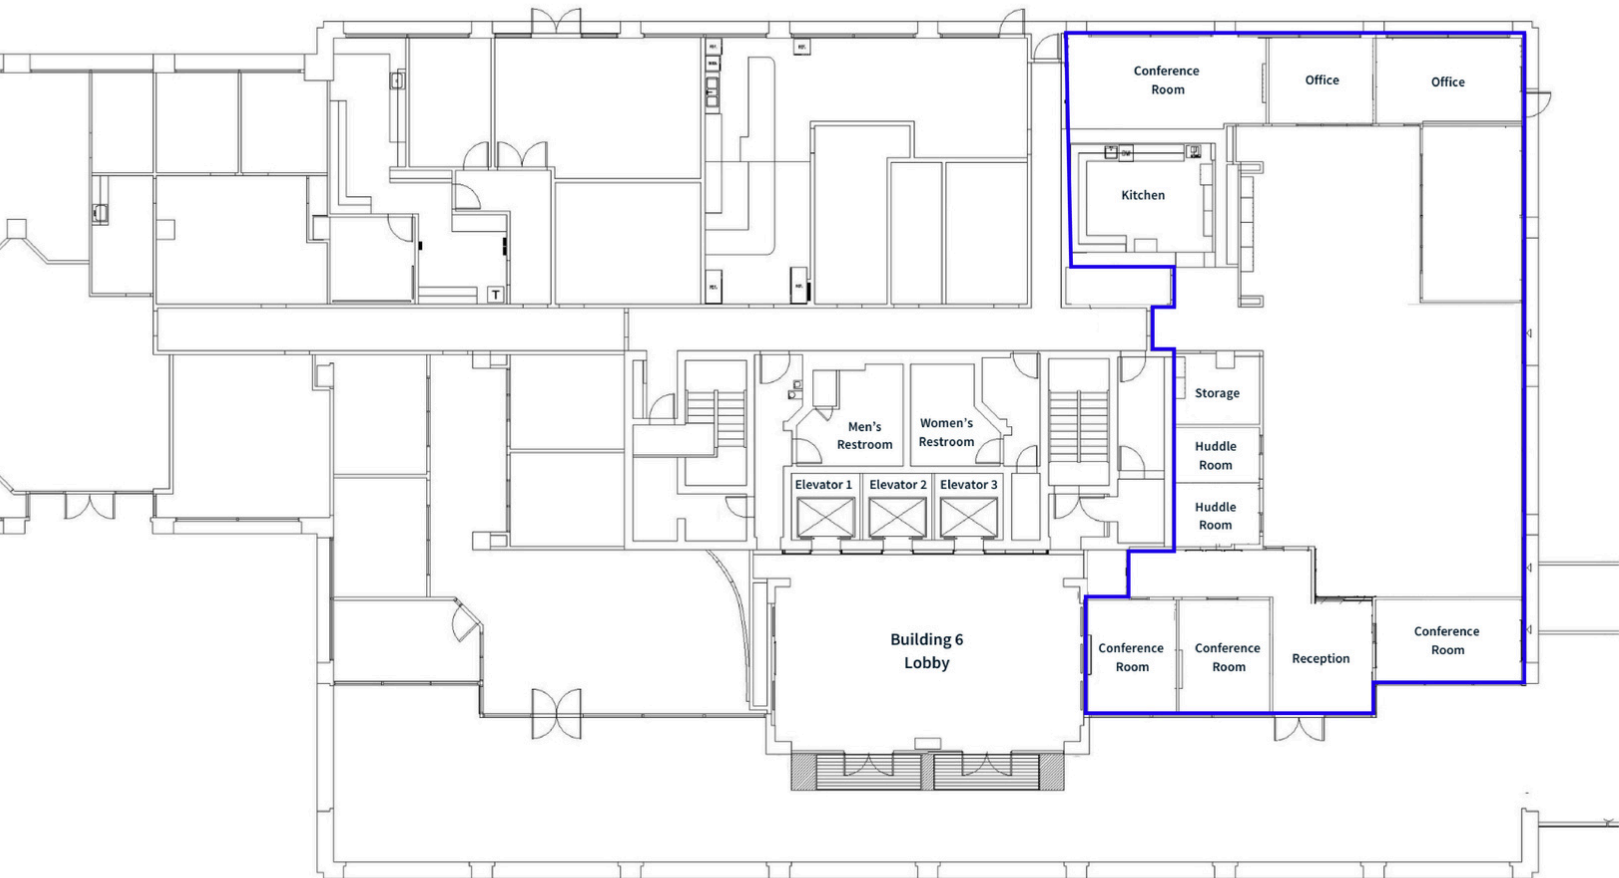 Conference
Room
Office
Office
Kitchen
Storage
Men's
Restroom
Women's
Restroom
Huddle
Room
Elevator 1
Elevator 2
Elevator 3
Huddle
Room
T
Building 6
Lobby
Conference
Room
Conference
Room
Reception
Conference
Room